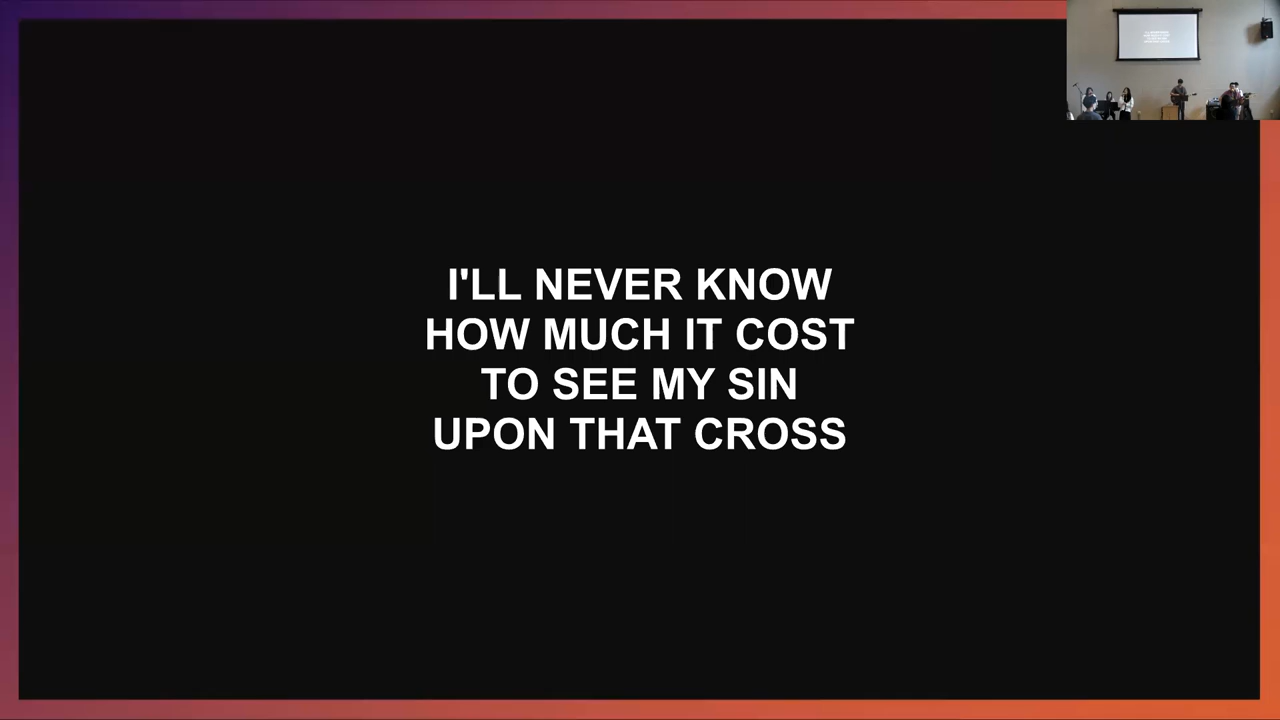 I'LL NEVER KNOW
HOW MUCH IT COST
TO SEE MY SIN
UPON THAT CROSS